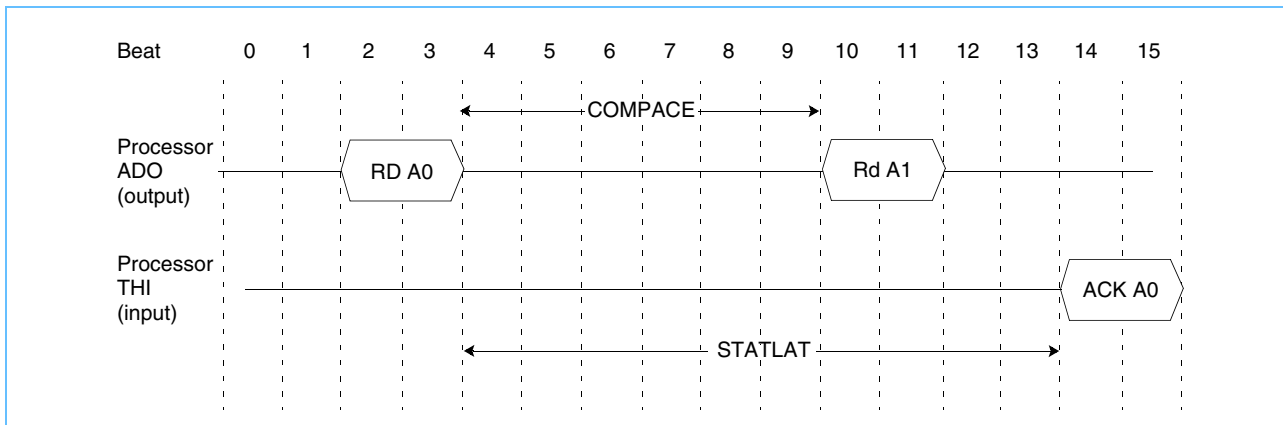 Beat 0 1 2 3 4 5 6 7 8 9 10 11 12 13 14 15
COMPACE
Processor
ADO
(output)
RD A0
Rd A1
Processor
THI
(input)
ACK A0
STATLAT